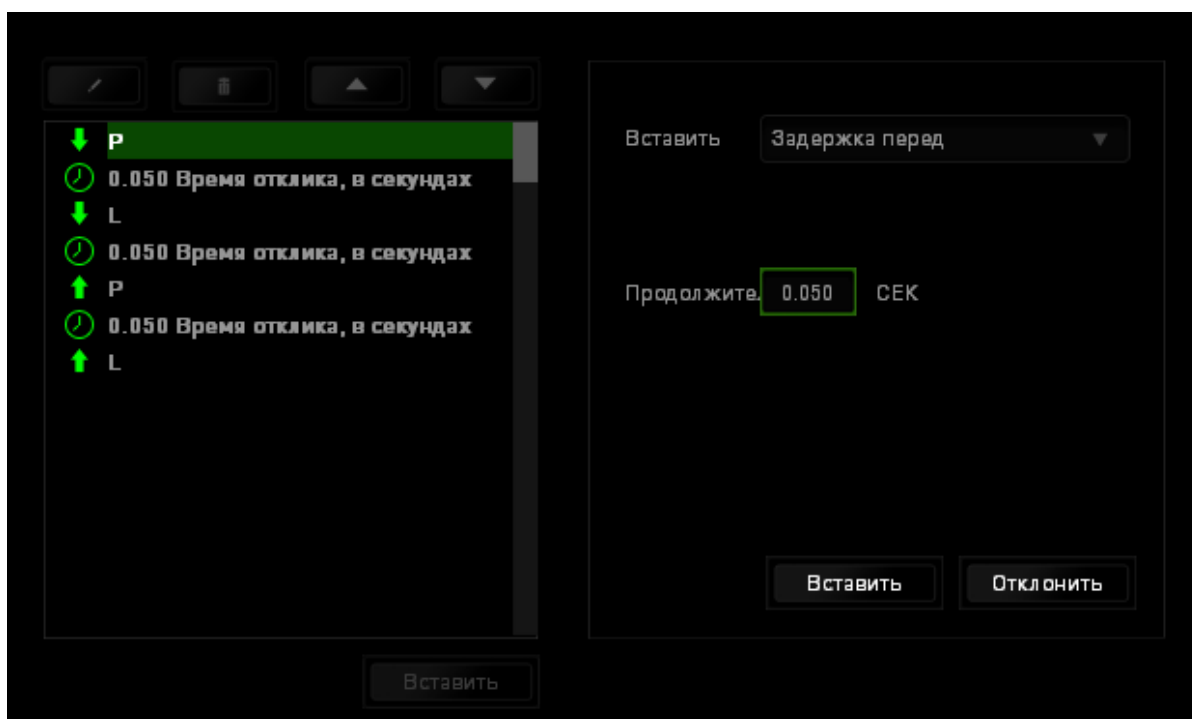 P
0.050 Время отклика, в секундах
L
0.050 Время отклика, в секундах
P
0.050 Время отклика, в секундах
L
Вставить
Вставить Задержка перед
Продолжите. 0.050 СЕК
Вставить Отклонить